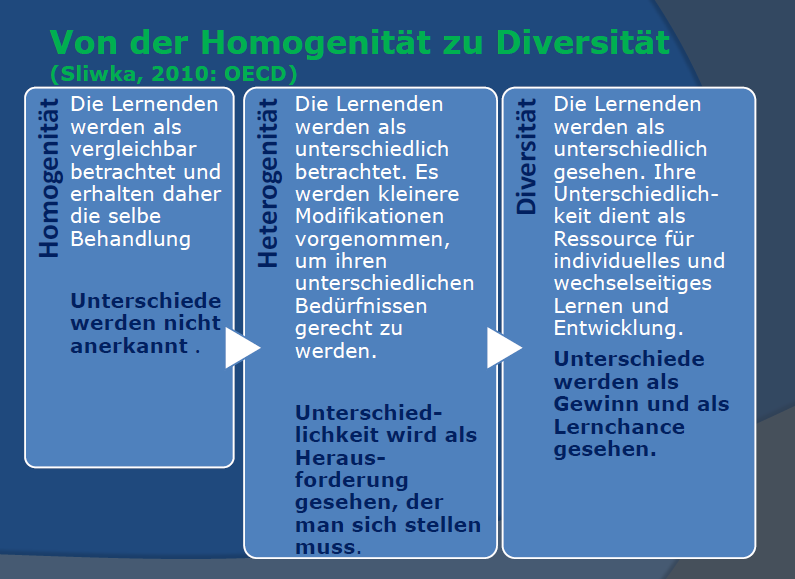 Von der Homogenität zu Diversität
(Sliwka, 2010: OECD)
Homogenität
Die Lernenden
werden als
vergleichbar
betrachtet und
erhalten daher
die selbe
Behandlung
Unterschiede
werden nicht
anerkannt .
Heterogenität
Die Lernenden
werden als
unterschiedlich
betrachtet. Es
werden kleinere
Modifikationen
vorgenommen,
um ihren
unterschiedlichen
Bedürfnissen
gerecht zu
werden.
Unterschied-
lichkeit wird als
Heraus-
forderung
gesehen, der
man sich stellen
muss.
Diversität
Die Lernenden
werden als
unterschiedlich
gesehen. Ihre
Unterschiedlich-
keit dient als
Ressource für
individuelles und
wechselseitiges
Lernen und
Entwicklung.
Unterschiede
werden als
Gewinn und als
Lernchance
gesehen.